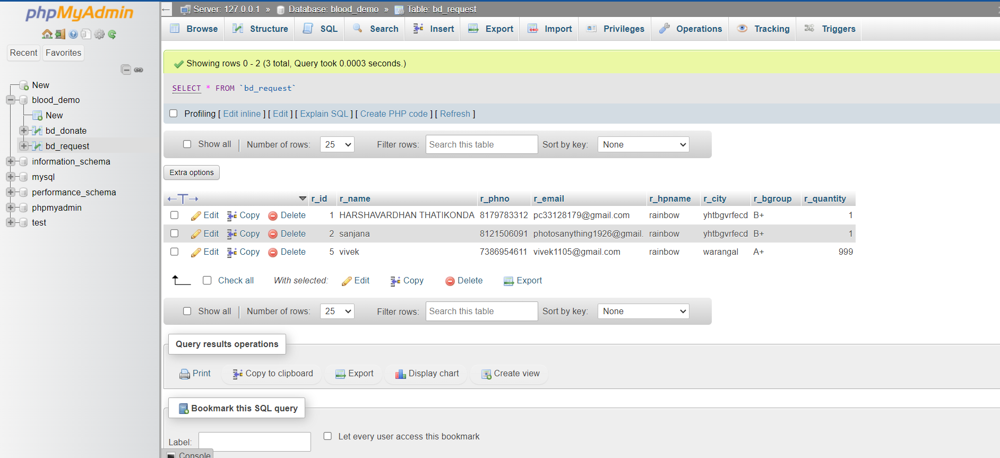 phpMyAdmin
Recent Favorites
New
blood_demo
New
bd_donate
bd_request
information_schema
mysql
performance_schema
phpmyadmin
test
Server: 127.0.0.1 » Database: blood_demo » Table: bd_request
Browse Structure SQL Search Insert Export Import Privileges Operations Tracking Triggers
Showing rows 0 - 2 (3 total, Query took 0.0003 seconds.)
SELECT * FROM `bd_request`
Profiling [ Edit inline ] [ Edit ] [ Explain SQL ] [ Create PHP code ] [ Refresh ]
Show all | Number of rows: 25 Filter rows: Search this table Sort by key: None
Extra options
←T→ r_id r_name r_phno r_email r_hpname r_city r_bgroup r_quantity
Edit Copy Delete 1 HARSHAVARDHAN THATIKONDA 8179783312 pc33128179@gmail.com rainbow yhtbgvrfecd B+ 1
Edit Copy Delete 2 sanjana 8121506091 photosanything1926@gmail. rainbow yhtbgvrfecd B+ 1
Edit Copy Delete 5 vivek 7386954611 vivek1105@gmail.com rainbow warangal A+ 999
Check all With selected: Edit Copy Delete Export
Show all | Number of rows: 25 Filter rows: Search this table Sort by key: None
Query results operations
Print Copy to clipboard Export Display chart Create view
Bookmark this SQL query
Label: Let every user access this bookmark
Console